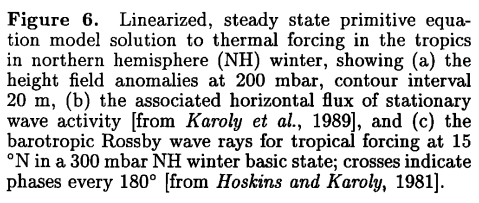 Figure 6. Linearized, steady state primitive equa-
tion model solution to thermal forcing in the tropics
in northern hemisphere (NH) winter, showing (a) the
height field anomalies at 200 mbar, contour interval
20 m, (b) the associated horizontal flux of stationary
wave activity [from Karoly et al., 1989], and (c) the
barotropic Rossby wave rays for tropical forcing at 15
°N in a 300 mbar NH winter basic state; crosses indicate
phases every 180° [from Hoskins and Karoly, 1981].